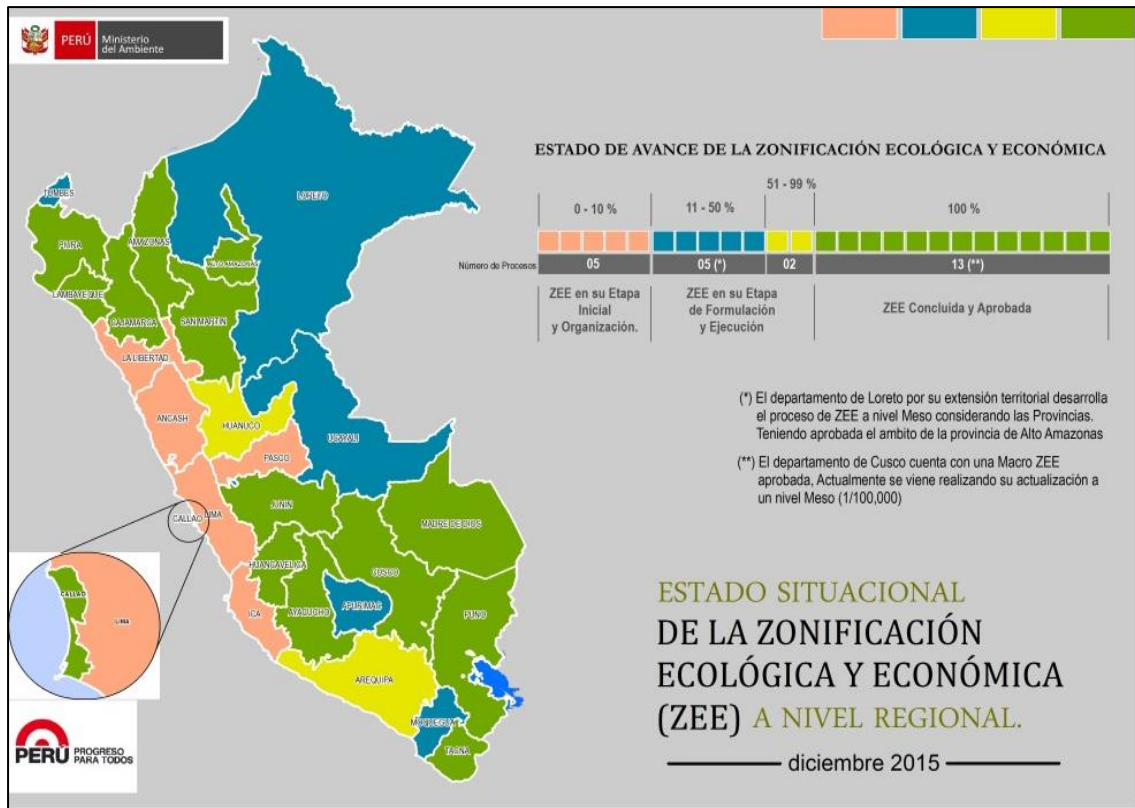 PERÚ
Ministerio
del Ambiente
ESTADO DE AVANCE DE LA ZONIFICACIÓN ECOLÓGICA Y ECONÓMICA
51 - 99 %
0 - 10 %
11 - 50 %
100 %
Número de Procesos
05
05 (*)
02
13 (**)
ZEE en su Etapa
Inicial
y Organización.
ZEE en su Etapa
de Formulación
y Ejecución
ZEE Concluida y Aprobada
(*) El departamento de Loreto por su extensión territorial desarrolla
el proceso de ZEE a nivel Meso considerando las Provincias.
Teniendo aprobada el ambito de la provincia de Alto Amazonas
(**) El departamento de Cusco cuenta con una Macro ZEE
aprobada, Actualmente se viene realizando su actualización a
un nivel Meso (1/100,000)
TUMBES
LORETO
PIURA
AMAZONAS
ALTO AMAZONAS
LAMBAYEQUE
CAJAMARCA
SAN MARTIN
LA LIBERTAD
ANCASH
HUANUCO
UCAYALI
PASCO
JUNIN
CALLAO
LIMA
MADRE DE DIOS
HUANCAVELICA
CUSCO
ICA
AYACUCHO
APURIMAC
PUNO
AREQUIPA
MOQUEGUA
TACNA
CALLAO
LIMA
ESTADO SITUACIONAL
DE LA ZONIFICACIÓN
ECOLÓGICA Y ECONÓMICA
(ZEE) A NIVEL REGIONAL.
diciembre 2015
PERÚ
PROGRESO
PARA TODOS